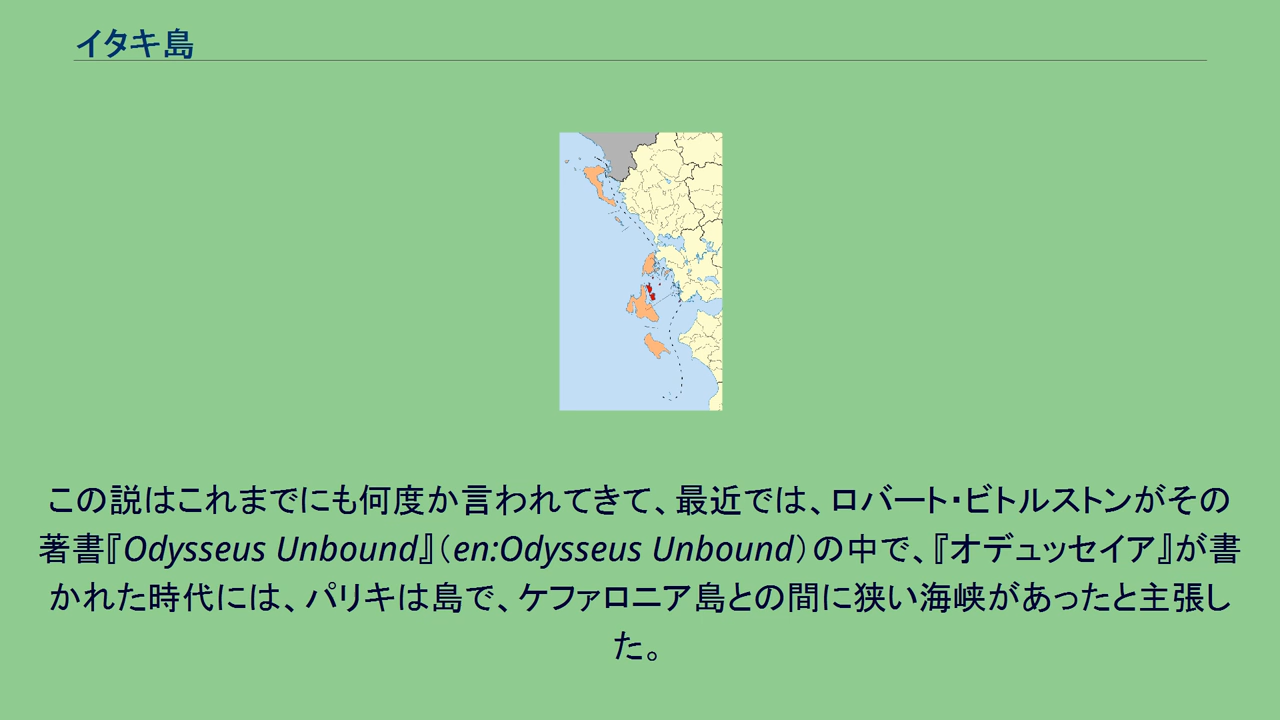 イタキ島
この説はこれまでにも何度か言われてきて、最近では、ロバート・ビトルストンがその
著書『Odysseus Unbound』（en:Odysseus Unbound）の中で、『オデュッセイア』が書
かれた時代には、パリキは島で、ケファロニア島との間に狭い海峡があったと主張し
た。